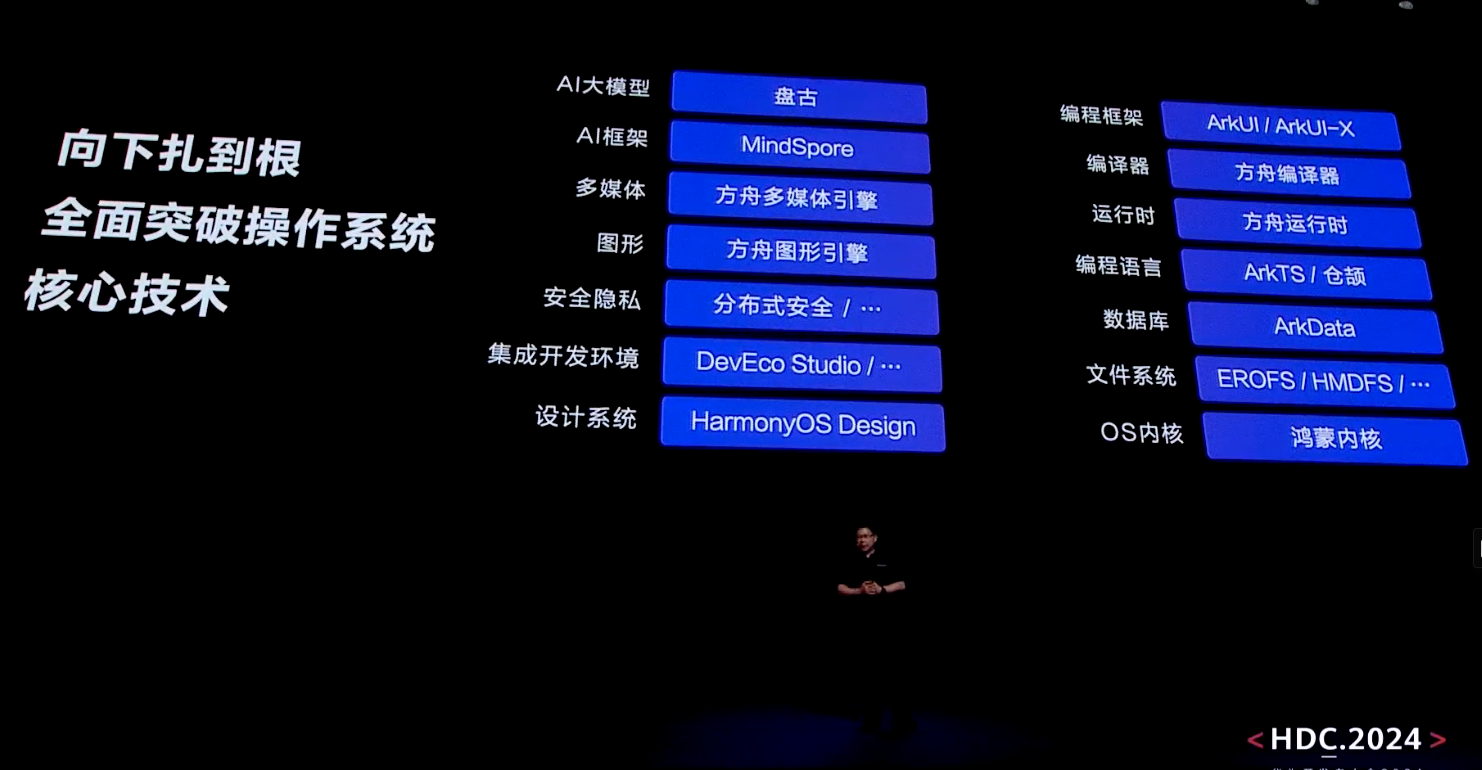 向下扎到根
全面突破操作系统
核心技术
AI大模型 盘古
AI框架 MindSpore
多媒体 方舟多媒体引擎
图形 方舟图形引擎
安全隐私 分布式安全 / ···
集成开发环境 DevEco Studio / ···
设计系统 HarmonyOS Design
编程框架 ArkUI / ArkUI-X
编译器 方舟编译器
运行时 方舟运行时
编程语言 ArkTS / 仓颉
数据库 ArkData
文件系统 EROFS / HMDFS / ···
OS内核 鸿蒙内核
< HDC.2024 >